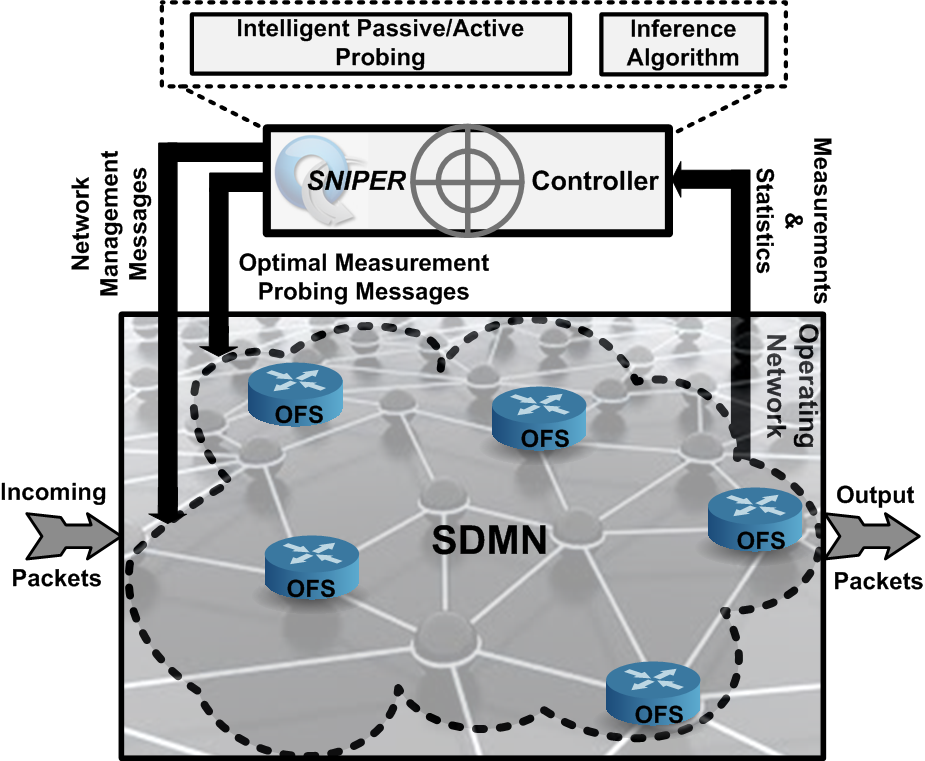 Intelligent Passive/Active
Probing
Inference
Algorithm
SNIPER
Controller
Network
Management
Messages
Optimal Measurement
Probing Messages
Measurements
&
Statistics
Operating
Network
OFS
OFS
OFS
OFS
OFS
SDMN
Incoming
Packets
Output
Packets